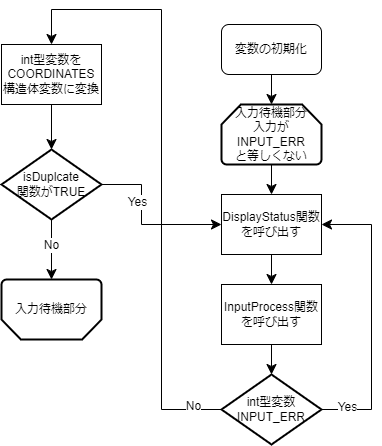 変数の初期化
入力待機部分
入力が
INPUT_ERR
と等しくない
DisplayStatus関数
を呼び出す
InputProcess関数
を呼び出す
int型変数
INPUT_ERR
Yes
No
int型変数を
COORDINATES
構造体変数に変換
isDuplcate
関数がTRUE
Yes
No
入力待機部分